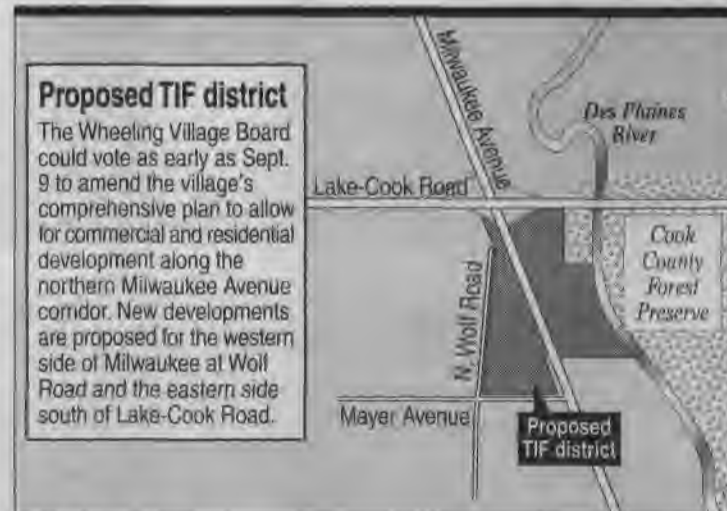 Proposed TIF district
The Wheeling Village Board
could vote as early as Sept.
9 to amend the village's
comprehensive plan to allow
for commercial and residential
development along the
northern Milwaukee Avenue
corridor. New developments
are proposed for the western
side of Milwaukee at Wolf
Road and the eastern side
south of Lake-Cook Road.
Milwaukee Avenue
Des Plaines
River
Lake-Cook Road
Cook
County
Forest
Preserve
N. Wolf Road
Mayer Avenue
Proposed
TIF district